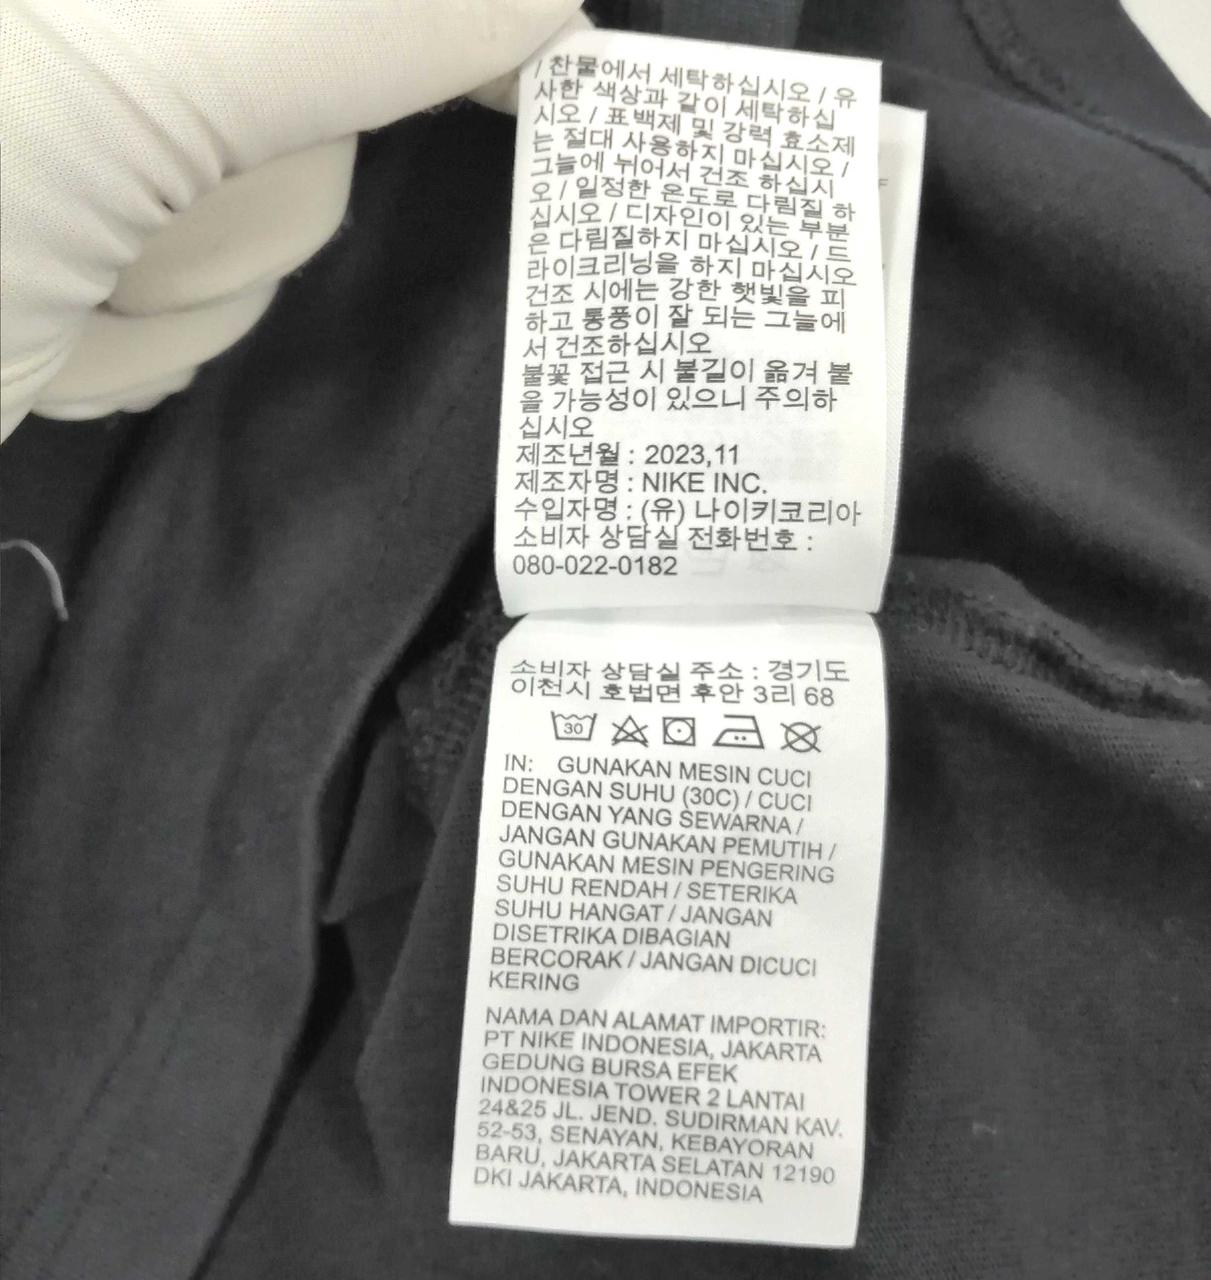 / 찬물에서 세탁하십시오 / 유
사한 색상과 같이 세탁하십
시오 / 표백제 및 강력 효소제
는 절대 사용하지 마십시오 /
그늘에 뉘어서 건조 하십시
오 / 일정한 온도로 다림질 하
십시오 / 디자인이 있는 부분
은 다림질하지 마십시오 / 드
라이크리닝을 하지 마십시오
건조 시에는 강한 햇빛을 피
하고 통풍이 잘 되는 그늘에
서 건조하십시오
불꽃 접근 시 불길이 옮겨 붙
을 가능성이 있으니 주의하
십시오
제조년월 : 2023,11
제조자명 : NIKE INC.
수입자명 : (유) 나이키코리아
소비자 상담실 전화번호 :
080-022-0182
소비자 상담실 주소 : 경기도
이천시 호법면 후안 3리 68
30
IN: GUNAKAN MESIN CUCI
DENGAN SUHU (30C) / CUCI
DENGAN YANG SEWARNA /
JANGAN GUNAKAN PEMUTIH /
GUNAKAN MESIN PENGERING
SUHU RENDAH / SETERIKA
SUHU HANGAT / JANGAN
DISETRIKA DIBAGIAN
BERCORAK / JANGAN DICUCI
KERING
NAMA DAN ALAMAT IMPORTIR:
PT NIKE INDONESIA, JAKARTA
GEDUNG BURSA EFEK
INDONESIA TOWER 2 LANTAI
24&25 JL. JEND. SUDIRMAN KAV.
52-53, SENAYAN, KEBAYORAN
BARU, JAKARTA SELATAN 12190
DKI JAKARTA, INDONESIA